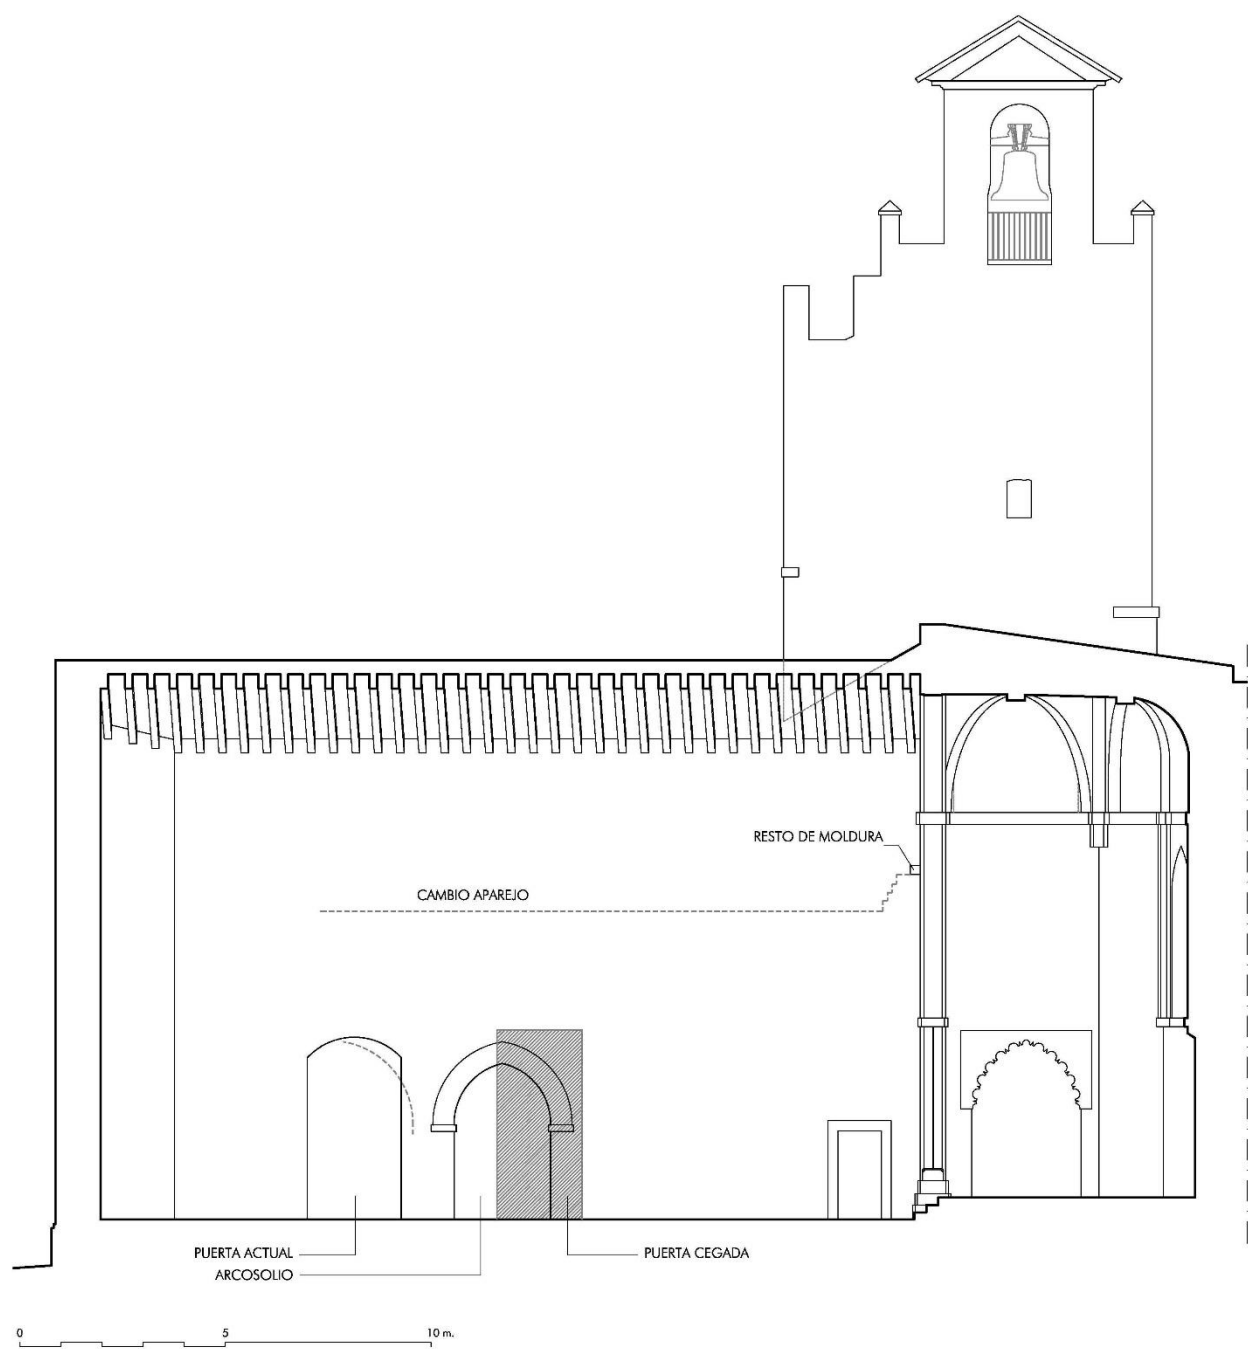 RESTO DE MOLDURA
CAMBIO APAREJO
PUERTA ACTUAL
PUERTA CEGADA
ARCOSOLIO
0 5 10 m.